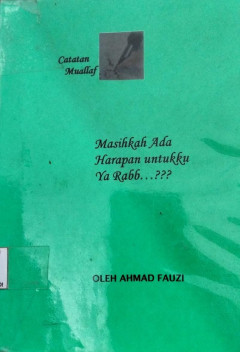 Catatan
Muallaf
Masihkah Ada
Harapan untukku
Ya Rabb...???
OLEH AHMAD FAUZI